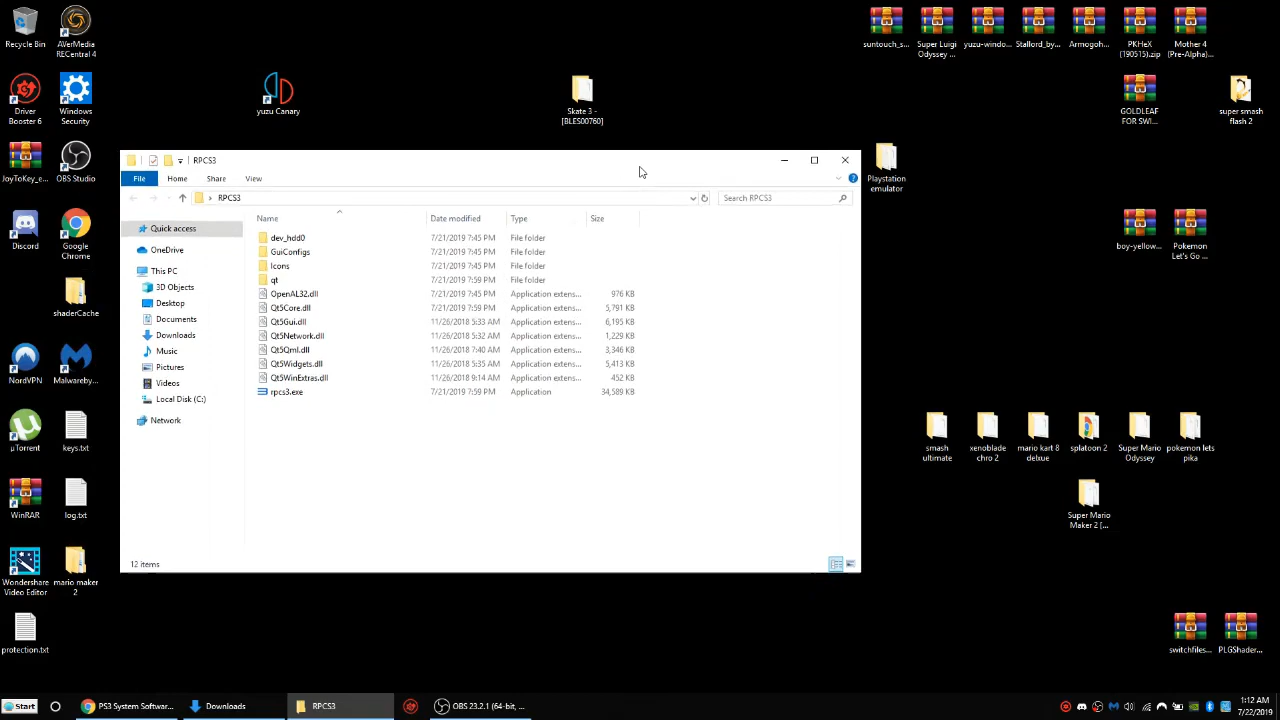 Recycle Bin
AVerMedia
RECentral 4
suntouch_s...
Super Luigi
Odyssey ...
yuzu-windo...
Stallord_by...
Armogoh...
PKHeX
(190515).zip
Mother 4
(Pre-Alpha)...
Driver
Booster 6
Windows
Security
yuzu Canary
Skate 3 -
[BLES00760]
GOLDLEAF
FOR SWI...
super smash
flash 2
JoyToKey_e...
OBS Studio
Playstation
emulator
Discord
Google
Chrome
boy-yellow...
Pokemon
Let's Go ...
shaderCache
NordVPN
Malwareby...
µTorrent
keys.txt
smash
ultimate
xenoblade
chro 2
mario kart 8
delxue
splatoon 2
Super Mario
Odyssey
pokemon lets
pika
WinRAR
log.txt
Super Mario
Maker 2 [...
Wondershare
Video Editor
mario maker
2
protection.txt
switchfiles...
PLGShader...
RPCS3
File Home Share View
RPCS3
Search RPCS3
Quick access
OneDrive
This PC
3D Objects
Desktop
Documents
Downloads
Music
Pictures
Videos
Local Disk (C:)
Network
Name Date modified Type Size
dev_hdd0 7/21/2019 7:45 PM File folder
GuiConfigs 7/21/2019 7:45 PM File folder
Icons 7/21/2019 7:45 PM File folder
qt 7/21/2019 7:59 PM File folder
OpenAL32.dll 7/21/2019 7:45 PM Application extens... 976 KB
Qt5Core.dll 7/21/2019 7:59 PM Application extens... 5,791 KB
Qt5Gui.dll 11/26/2018 5:33 AM Application extens... 6,195 KB
Qt5Network.dll 11/26/2018 5:32 AM Application extens... 1,229 KB
Qt5Qml.dll 11/26/2018 7:40 AM Application extens... 3,346 KB
Qt5Widgets.dll 11/26/2018 5:35 AM Application extens... 5,413 KB
Qt5WinExtras.dll 11/26/2018 9:14 AM Application extens... 452 KB
rpcs3.exe 7/21/2019 7:59 PM Application 34,589 KB
12 items
Start
PS3 System Softwar...
Downloads
RPCS3
OBS 23.2.1 (64-bit, ...
1:12 AM
7/22/2019